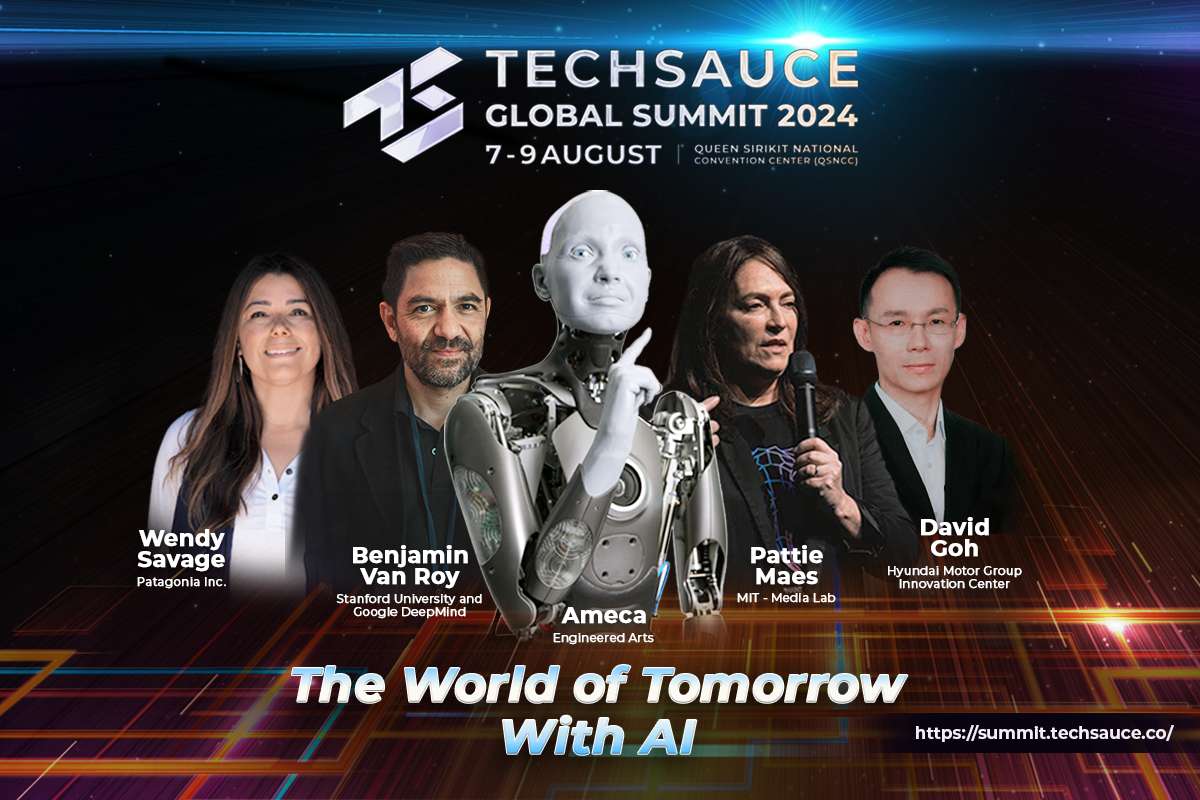 TECHSAUCE
GLOBAL SUMMIT 2024
7 - 9 AUGUST
QUEEN SIRIKIT NATIONAL
CONVENTION CENTER (QSNCC)
Wendy
Savage
Patagonia Inc.
Benjamin
Van Roy
Stanford University and
Google DeepMind
Ameca
Engineered Arts
Pattie
Maes
MIT - Media Lab
David
Goh
Hyundai Motor Group
Innovation Center
The World of Tomorrow
With AI
https://summit.techsauce.co/